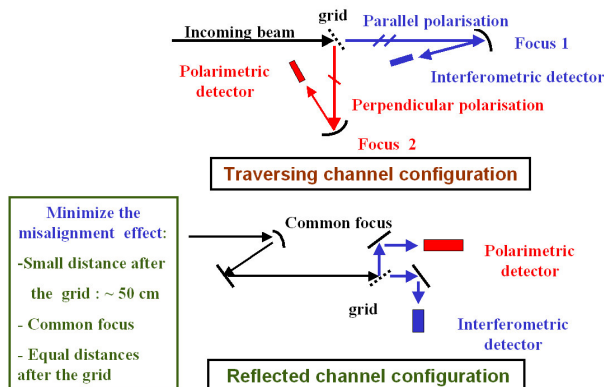 grid
Parallel polarisation
Incoming beam
Focus 1
Polarimetric
detector
Interferometric detector
Perpendicular polarisation
Focus 2
Traversing channel configuration
Minimize the
misalignment effect:
-Small distance after
the grid : ~ 50 cm
- Common focus
- Equal distances
after the grid
Common focus
Polarimetric
detector
grid
Interferometric
detector
Reflected channel configuration